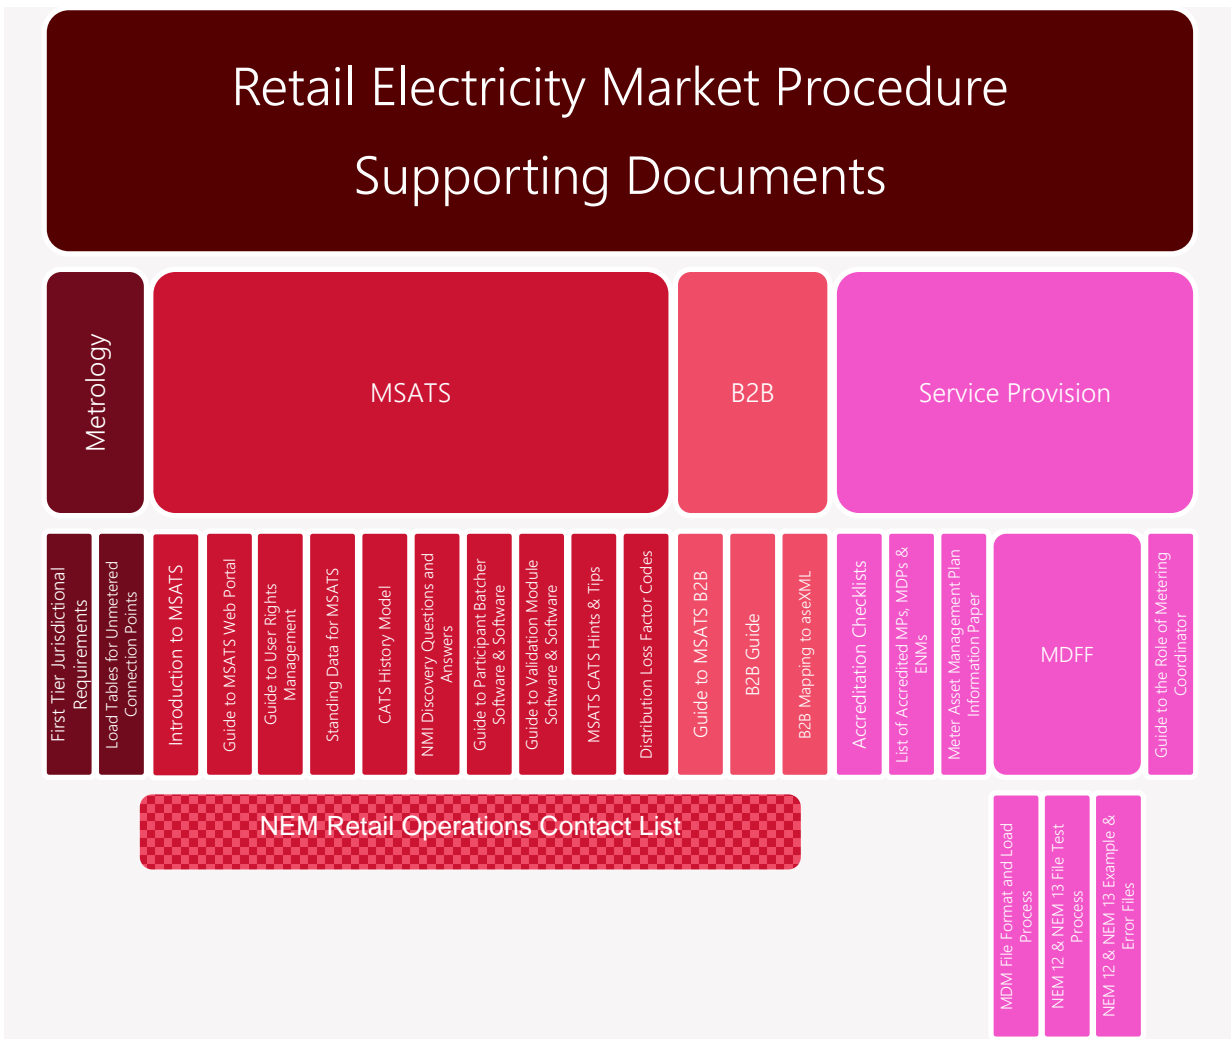 Retail Electricity Market Procedure
Supporting Documents
Metrology
MSATS
B2B
Service Provision
First Tier Jurisdictional
Requirements
Load Tables for Unmetered
Connection Points
Introduction to MSATS
Guide to MSATS Web Portal
Guide to User Rights
Management
Standing Data for MSATS
CATS History Model
NMI Discovery Questions and
Answers
Guide to Participant Batcher
Software & Software
Guide to Validation Module
Software & Software
MSATS CATS Hints & Tips
Distribution Loss Factor Codes
Guide to MSATS B2B
B2B Guide
B2B Mapping to aseXML
Accreditation Checklists
List of Accredited MPs, MDPs &
ENMs
Meter Asset Management Plan
Information Paper
MDFF
Guide to the Role of Metering
Coordinator
NEM Retail Operations Contact List
MDM File Format and Load
Process
NEM 12 & NEM 13 File Test
Process
NEM 12 & NEM 13 Example &
Error Files